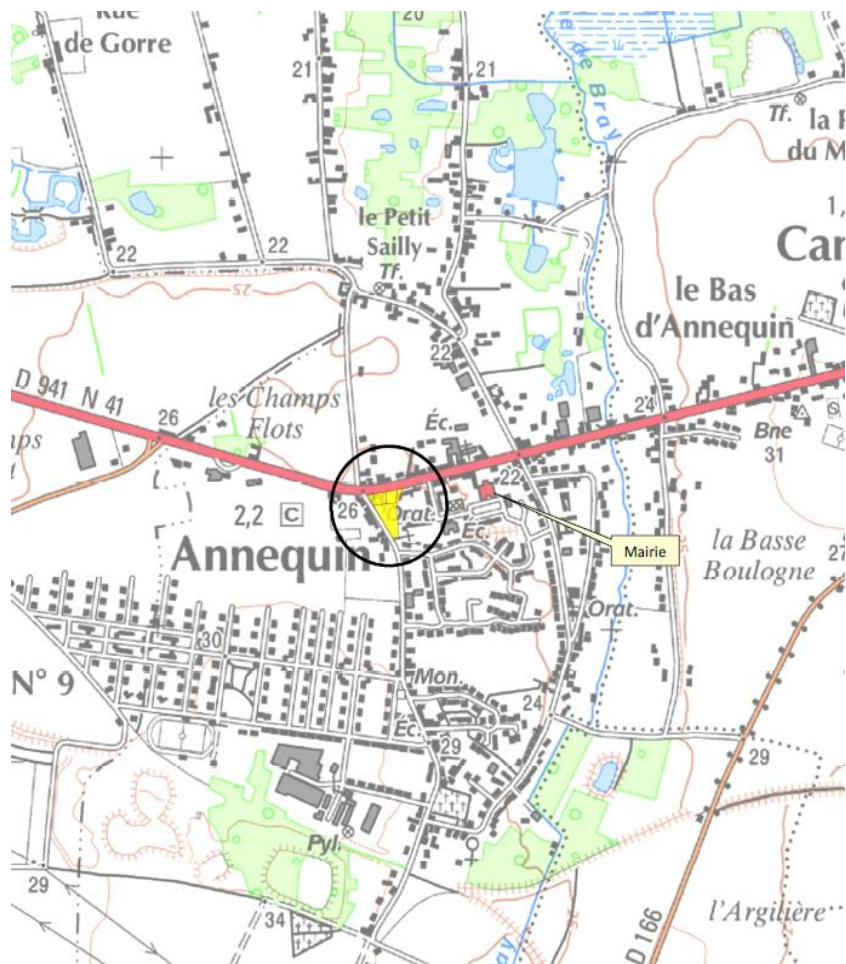 Rue
de Gorre
20
21
21
de Bray
Tf.
la
du M
22
22
le Petit
Sailly
Tf.
25
1,
Can
le Bas
d'Annequin
22
D 941
N 41
26
les Champs
Flots
Éc.
24
Bne
31
22
26
Orat.
2,2
C
Éc.
Mairie
Annequin
la Basse
Boulogne
27
Orat.
30
N° 9
Mon.
24
Éc.
29
29
Pyl.
29
34
l'Argilière
D 166